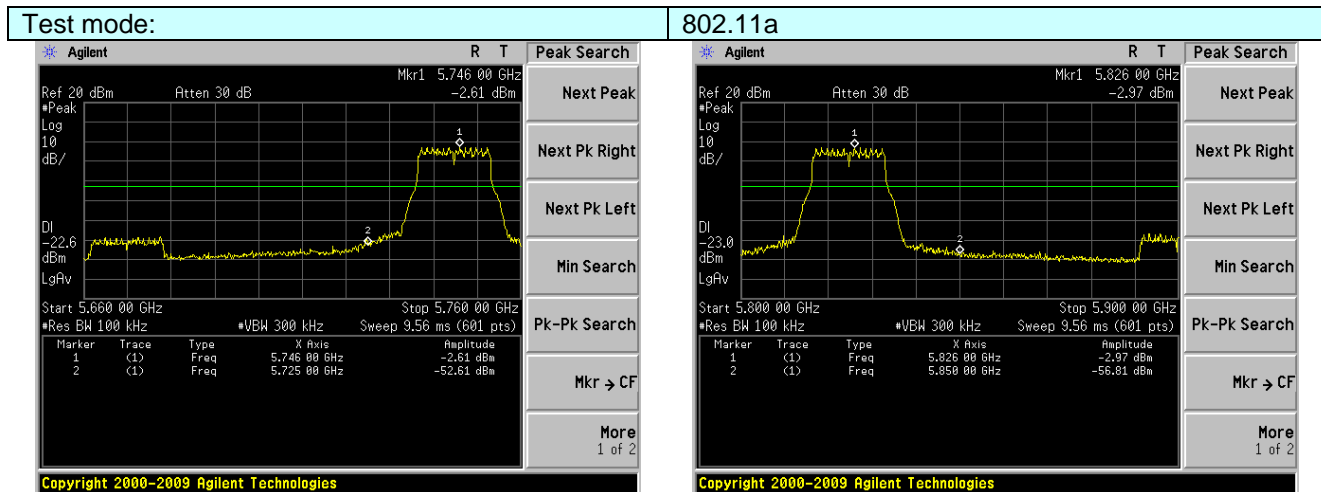 Test mode: 802.11a
Agilent R T Peak Search
Mkr1 5.746 00 GHz
Ref 20 dBm Atten 30 dB -2.61 dBm
#Peak
Log
10
dB/
1
2
DI
-22.6
dBm
LgAv
Start 5.660 00 GHz Stop 5.760 00 GHz
#Res BW 100 kHz #VBW 300 kHz Sweep 9.56 ms (601 pts)
Marker Trace Type X Axis Amplitude
1 (1) Freq 5.746 00 GHz -2.61 dBm
2 (1) Freq 5.725 00 GHz -52.61 dBm
Next Peak
Next Pk Right
Next Pk Left
Min Search
Pk-Pk Search
Mkr → CF
More
1 of 2
Copyright 2000-2009 Agilent Technologies
Agilent R T Peak Search
Mkr1 5.826 00 GHz
Ref 20 dBm Atten 30 dB -2.97 dBm
#Peak
Log
10
dB/
1
2
DI
-23.0
dBm
LgAv
Start 5.800 00 GHz Stop 5.900 00 GHz
#Res BW 100 kHz #VBW 300 kHz Sweep 9.56 ms (601 pts)
Marker Trace Type X Axis Amplitude
1 (1) Freq 5.826 00 GHz -2.97 dBm
2 (1) Freq 5.850 00 GHz -56.81 dBm
Next Peak
Next Pk Right
Next Pk Left
Min Search
Pk-Pk Search
Mkr → CF
More
1 of 2
Copyright 2000-2009 Agilent Technologies